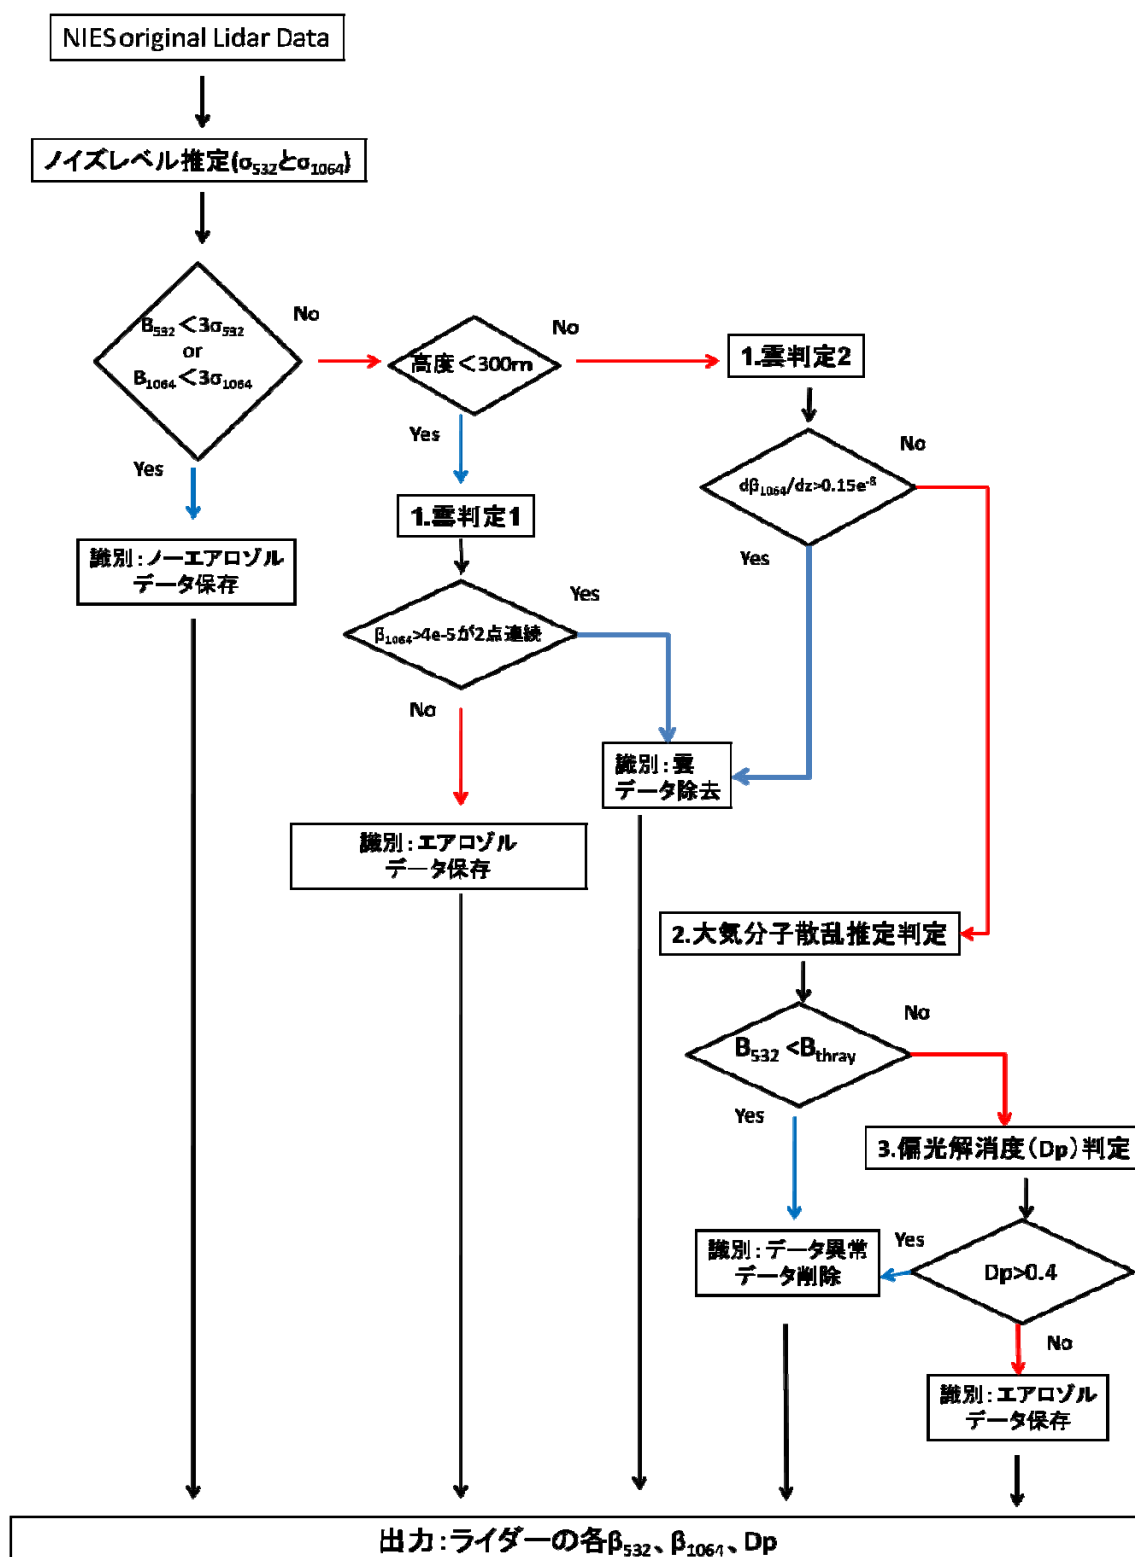 NIES original Lidar Data
ノイズレベル推定(σ532とσ1064)
B532<3σ532
or
B1064<3σ1064
No
Yes
高度<300m
No
Yes
1.雲判定2
dβ1064/dz>0.15e-8
No
Yes
1.雲判定1
β1064>4e-5が2点連続
Yes
No
識別:ノーエアロゾル
データ保存
識別:雲
データ除去
識別:エアロゾル
データ保存
2.大気分子散乱推定判定
B532<Bthray
No
Yes
3.偏光解消度(Dp)判定
識別:データ異常
データ削除
Yes
Dp>0.4
No
識別:エアロゾル
データ保存
出力:ライダーの各β532、β1064、Dp